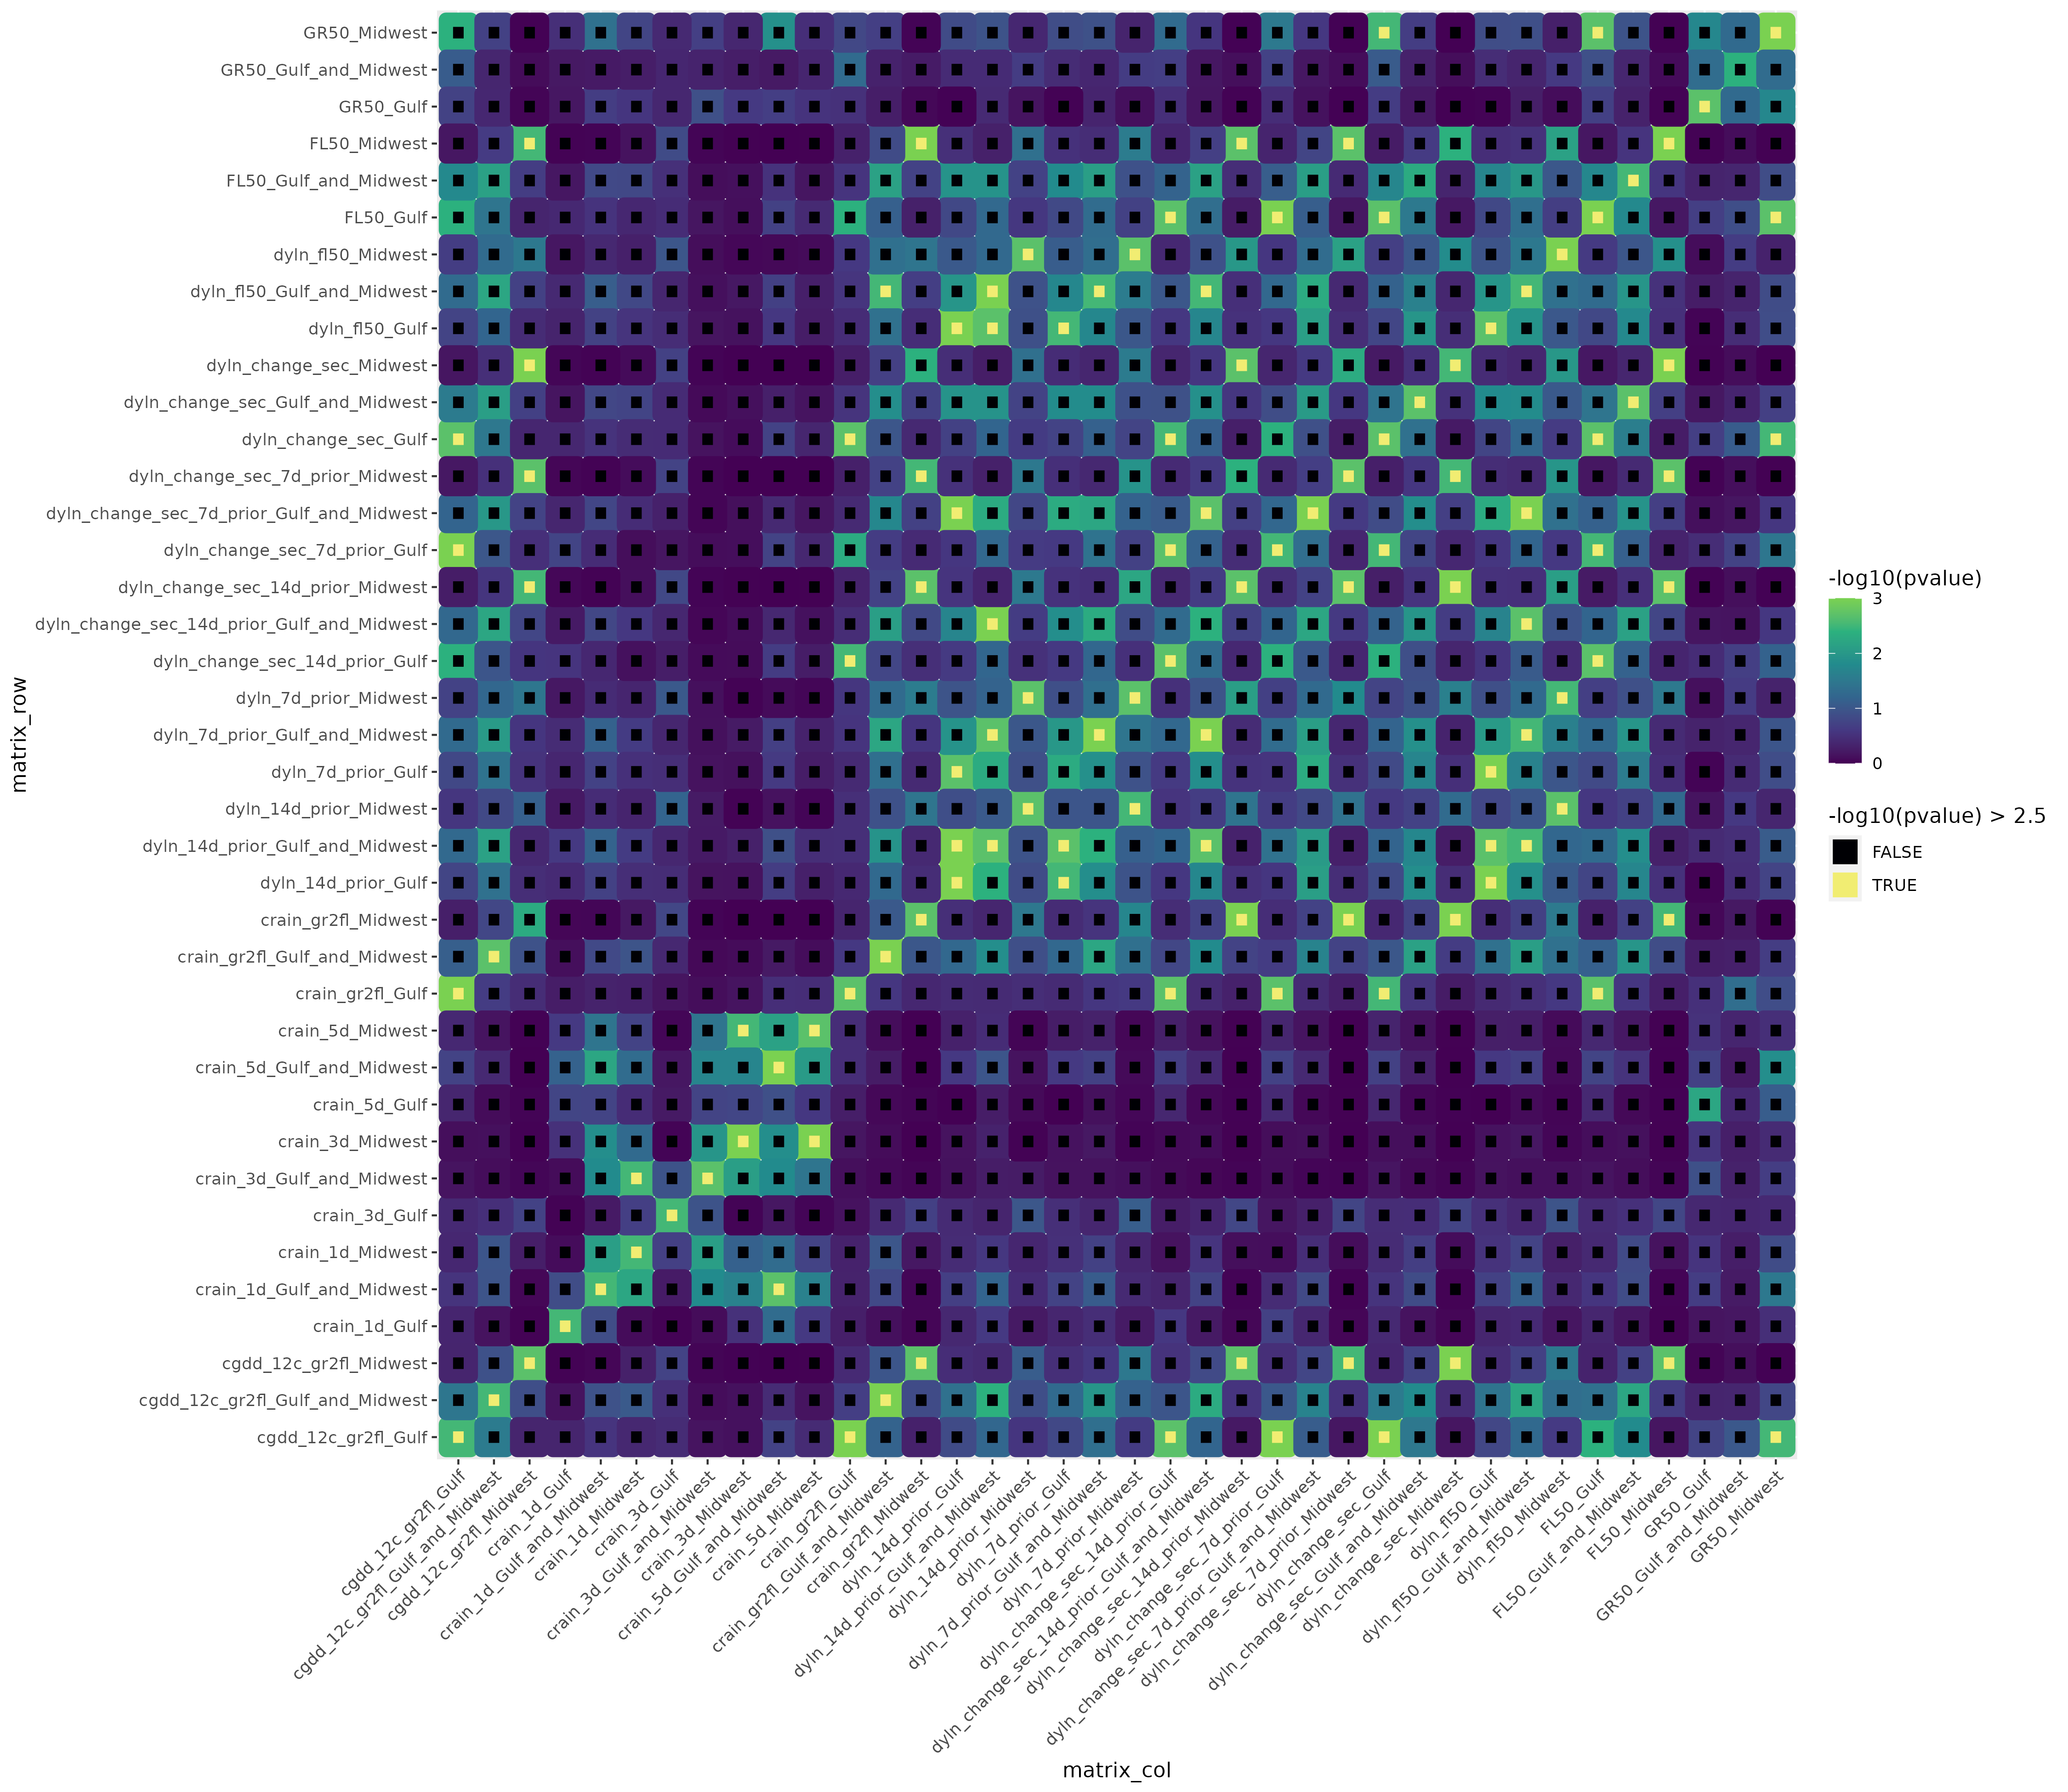 GR50_Midwest
GR50_Gulf_and_Midwest
GR50_Gulf
FL50_Midwest
FL50_Gulf_and_Midwest
FL50_Gulf
dyln_fl50_Midwest
dyln_fl50_Gulf_and_Midwest
dyln_fl50_Gulf
dyln_change_sec_Midwest
dyln_change_sec_Gulf_and_Midwest
dyln_change_sec_Gulf
dyln_change_sec_7d_prior_Midwest
dyln_change_sec_7d_prior_Gulf_and_Midwest
dyln_change_sec_7d_prior_Gulf
dyln_change_sec_14d_prior_Midwest
dyln_change_sec_14d_prior_Gulf_and_Midwest
dyln_change_sec_14d_prior_Gulf
dyln_7d_prior_Midwest
dyln_7d_prior_Gulf_and_Midwest
dyln_7d_prior_Gulf
dyln_14d_prior_Midwest
dyln_14d_prior_Gulf_and_Midwest
dyln_14d_prior_Gulf
crain_gr2fl_Midwest
crain_gr2fl_Gulf_and_Midwest
crain_gr2fl_Gulf
crain_5d_Midwest
crain_5d_Gulf_and_Midwest
crain_5d_Gulf
crain_3d_Midwest
crain_3d_Gulf_and_Midwest
crain_3d_Gulf
crain_1d_Midwest
crain_1d_Gulf_and_Midwest
crain_1d_Gulf
cgdd_12c_gr2fl_Midwest
cgdd_12c_gr2fl_Gulf_and_Midwest
cgdd_12c_gr2fl_Gulf
matrix_row
cgdd_12c_gr2fl_Gulf
cgdd_12c_gr2fl_Gulf_and_Midwest
cgdd_12c_gr2fl_Midwest
crain_1d_Gulf
crain_1d_Gulf_and_Midwest
crain_1d_Midwest
crain_3d_Gulf
crain_3d_Gulf_and_Midwest
crain_3d_Midwest
crain_5d_Gulf_and_Midwest
crain_5d_Midwest
crain_gr2fl_Gulf
crain_gr2fl_Gulf_and_Midwest
crain_gr2fl_Midwest
dyln_14d_prior_Gulf
dyln_14d_prior_Gulf_and_Midwest
dyln_14d_prior_Midwest
dyln_7d_prior_Gulf
dyln_7d_prior_Gulf_and_Midwest
dyln_7d_prior_Midwest
dyln_change_sec_14d_prior_Gulf
dyln_change_sec_14d_prior_Gulf_and_Midwest
dyln_change_sec_14d_prior_Midwest
dyln_change_sec_7d_prior_Gulf
dyln_change_sec_7d_prior_Gulf_and_Midwest
dyln_change_sec_7d_prior_Midwest
dyln_change_sec_Gulf
dyln_change_sec_Gulf_and_Midwest
dyln_change_sec_Midwest
dyln_fl50_Gulf
dyln_fl50_Gulf_and_Midwest
dyln_fl50_Midwest
FL50_Gulf
FL50_Gulf_and_Midwest
FL50_Midwest
GR50_Gulf
GR50_Gulf_and_Midwest
GR50_Midwest
matrix_col
-log10(pvalue)
3
2
1
0
-log10(pvalue) > 2.5
FALSE
TRUE